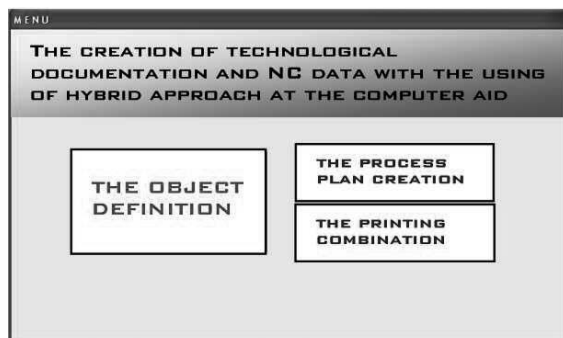 MENU
THE CREATION OF TECHNOLOGICAL
DOCUMENTATION AND NC DATA WITH THE USING
OF HYBRID APPROACH AT THE COMPUTER AID
THE OBJECT
DEFINITION
THE PROCESS
PLAN CREATION
THE PRINTING
COMBINATION